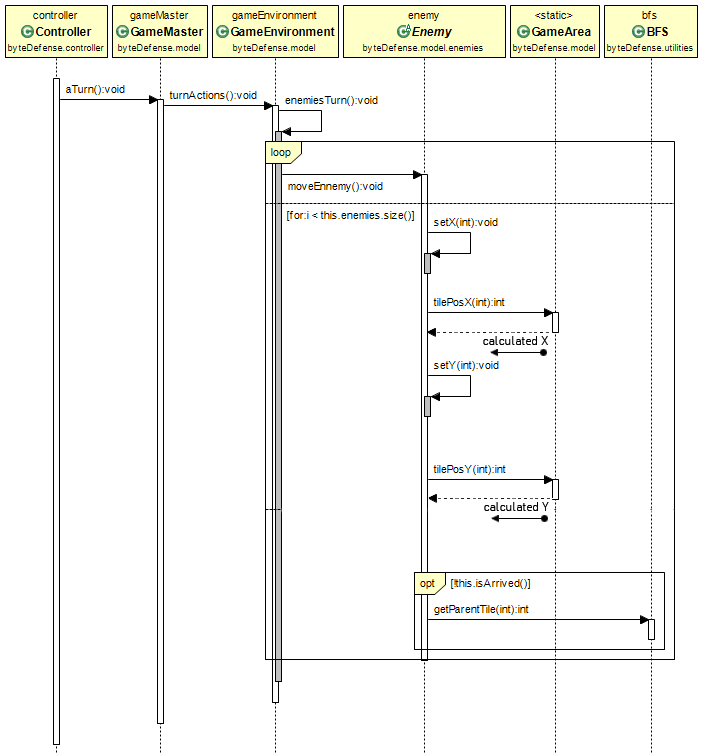 controller
C Controller
byteDefense.controller
gameMaster
C GameMaster
byteDefense.model
gameEnvironment
C GameEnvironment
byteDefense.model
enemy
C A Enemy
byteDefense.model.enemies
<static>
C GameArea
byteDefense.model
bfs
C BFS
byteDefense.utilities
aTurn():void
turnActions():void
enemiesTurn():void
loop
moveEnnemy():void
[for:i < this.enemies.size()]
setX(int):void
tilePosX(int):int
calculated X
setY(int):void
tilePosY(int):int
calculated Y
opt
[!this.isArrived()]
getParentTile(int):int